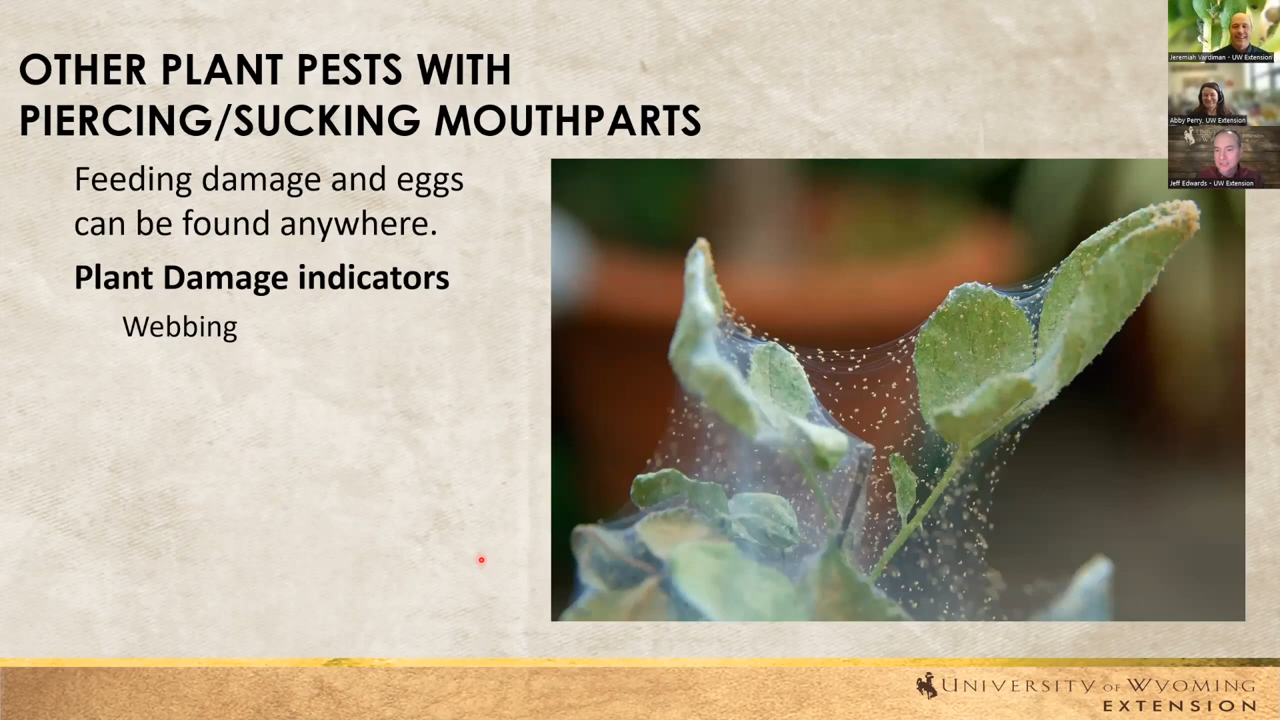 OTHER PLANT PESTS WITH
PIERCING/SUCKING MOUTHPARTS
Feeding damage and eggs
can be found anywhere.
Plant Damage indicators
Webbing
Jeremiah Vardiman - UW Extension
Abby Perry, UW Extension
Jeff Edwards - UW Extension
UNIVERSITY OF WYOMING
EXTENSION